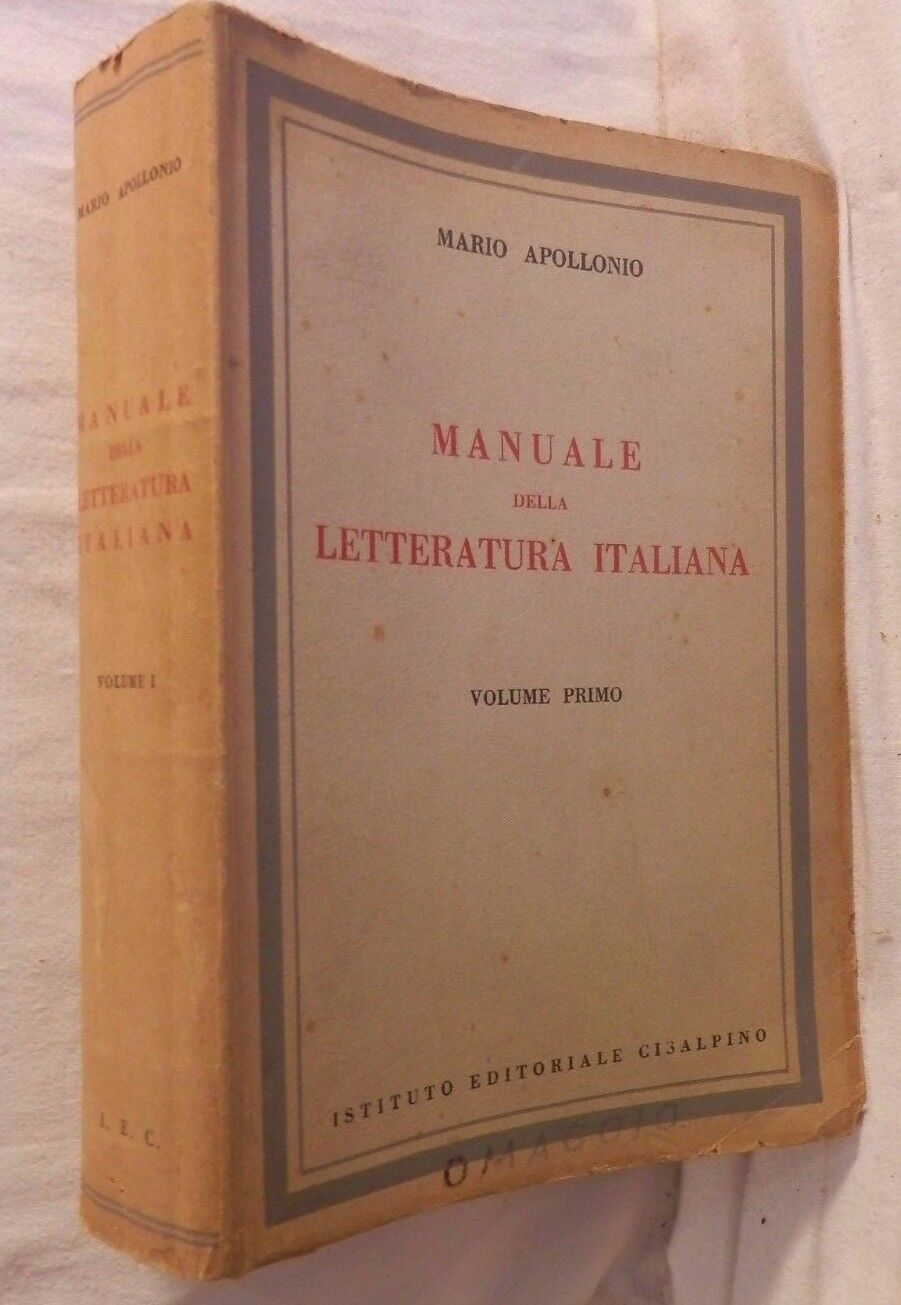 MARIO APOLLONIO
MANUALE
DELLA
LETTERATURA
ITALIANA
VOLUME I
I. E. C.
MARIO APOLLONIO
MANUALE
DELLA
LETTERATURA ITALIANA
VOLUME PRIMO
ISTITUTO EDITORIALE CISALPINO
OMAGGIO